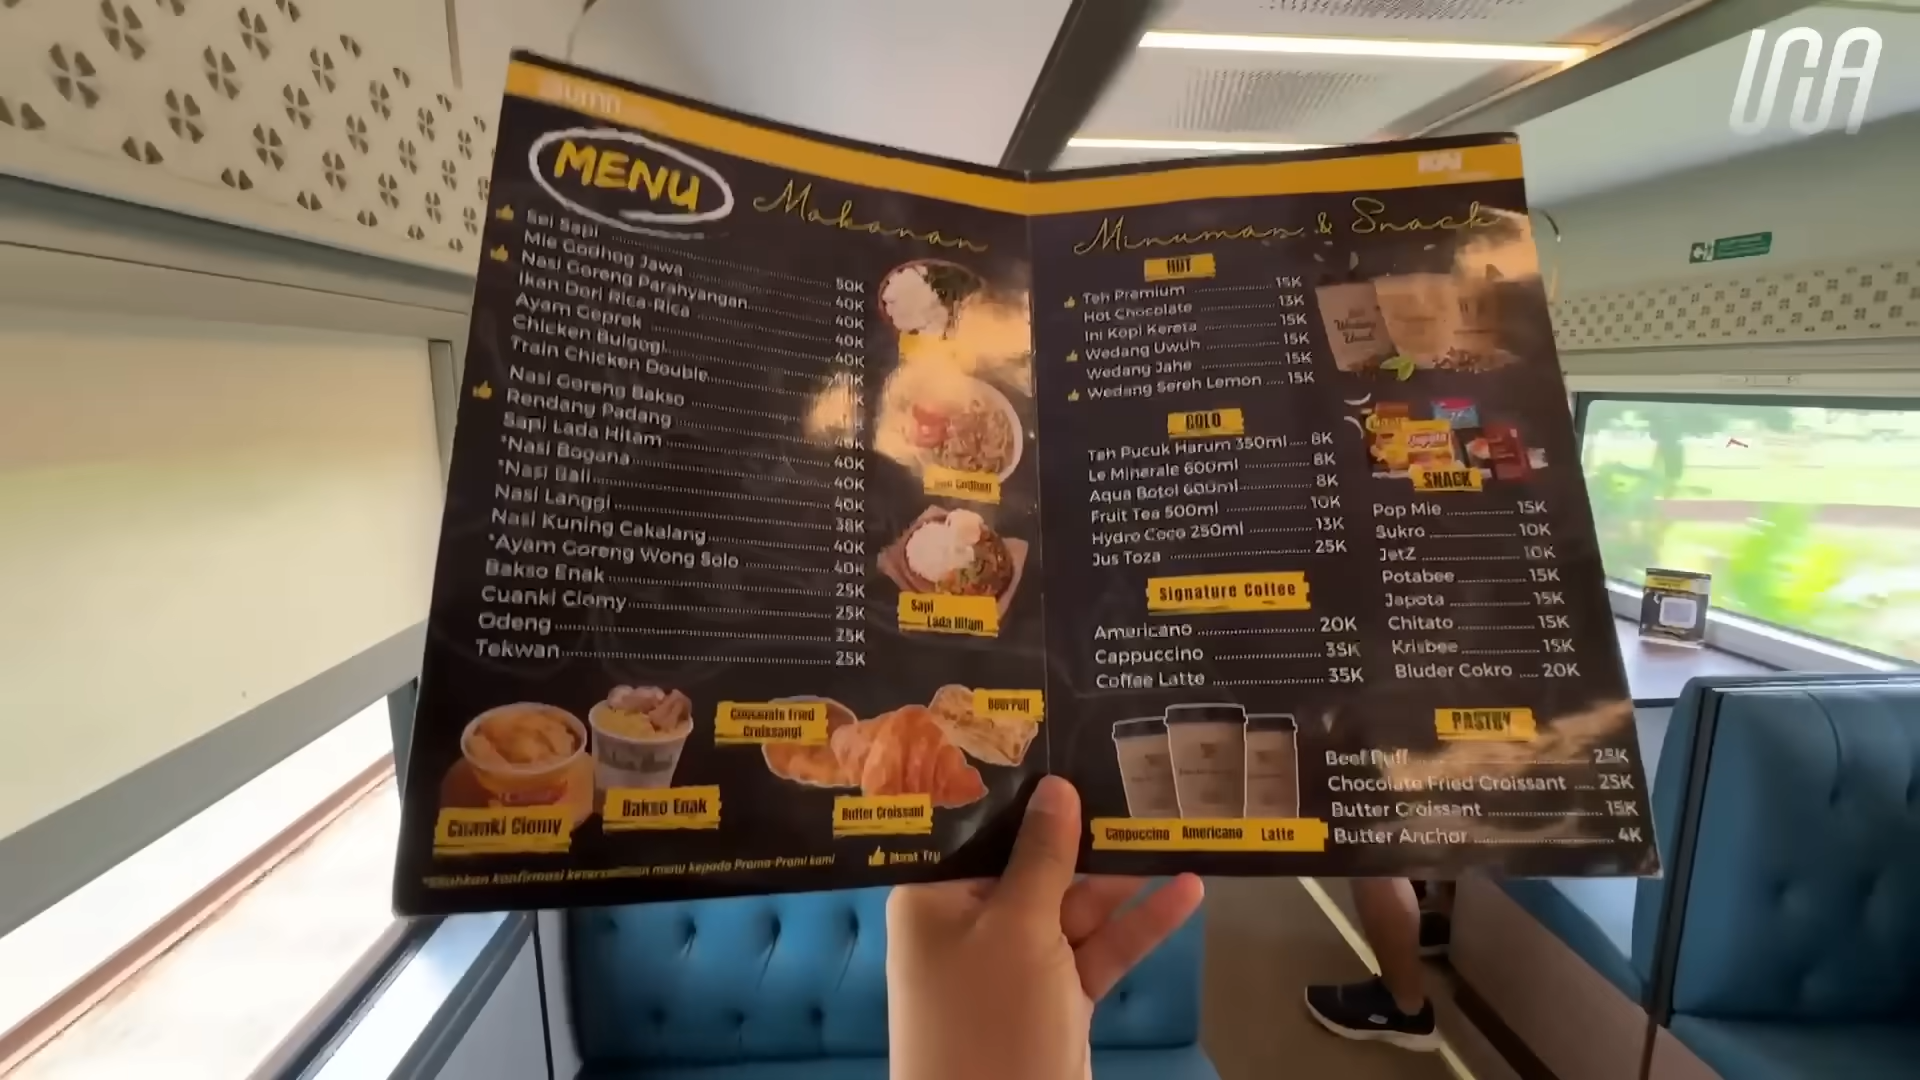 MENU
Makanan
Sei Sapi 50K
Mie Godhog Jawa 40K
Nasi Goreng Parahyangan 40K
Ikan Dori Rica-Rica 40K
Ayam Geprek 40K
Chicken Bulgogi
Train Chicken Double
Nasi Goreng Bakso
Rendang Padang 40K
Sapi Lada Hitam 40K
*Nasi Bogana 40K
*Nasi Bali 40K
Nasi Langgi 38K
Nasi Kuning Cakalang 40K
*Ayam Goreng Wong Solo 40K
Bakso Enak 25K
Cuanki Ciomy 25K
Odeng 25K
Tekwan 25K
Sapi
Lada Hitam
Chocolate Fried
Croissant
Beef Puff
Cuanki Ciomy
Bakso Enak
Butter Croissant
*Silahkan konfirmasi ketersediaan menu kepada Prama-Prami kami
Must Try
KAI
Minuman & Snack
HOT
Teh Premium 15K
Hot Chocolate 13K
Ini Kopi Kereta 15K
Wedang Uwuh 15K
Wedang Jahe 15K
Wedang Sereh Lemon 15K
COLD
Teh Pucuk Harum 350ml 8K
Le Minerale 600ml 8K
Aqua Botol 600ml 8K
Fruit Tea 500ml 10K
Hydro Coco 250ml 13K
Jus Toza 25K
Signature Coffee
Americano 20K
Cappuccino 35K
Coffee Latte 35K
Cappuccino Americano Latte
SNACK
Pop Mie 15K
Sukro 10K
JetZ 10K
Potabee 15K
Japota 15K
Chitato 15K
Krisbee 15K
Bluder Cokro 20K
PASTRY
Beef Puff 25K
Chocolate Fried Croissant 25K
Butter Croissant 15K
Butter Anchor 4K